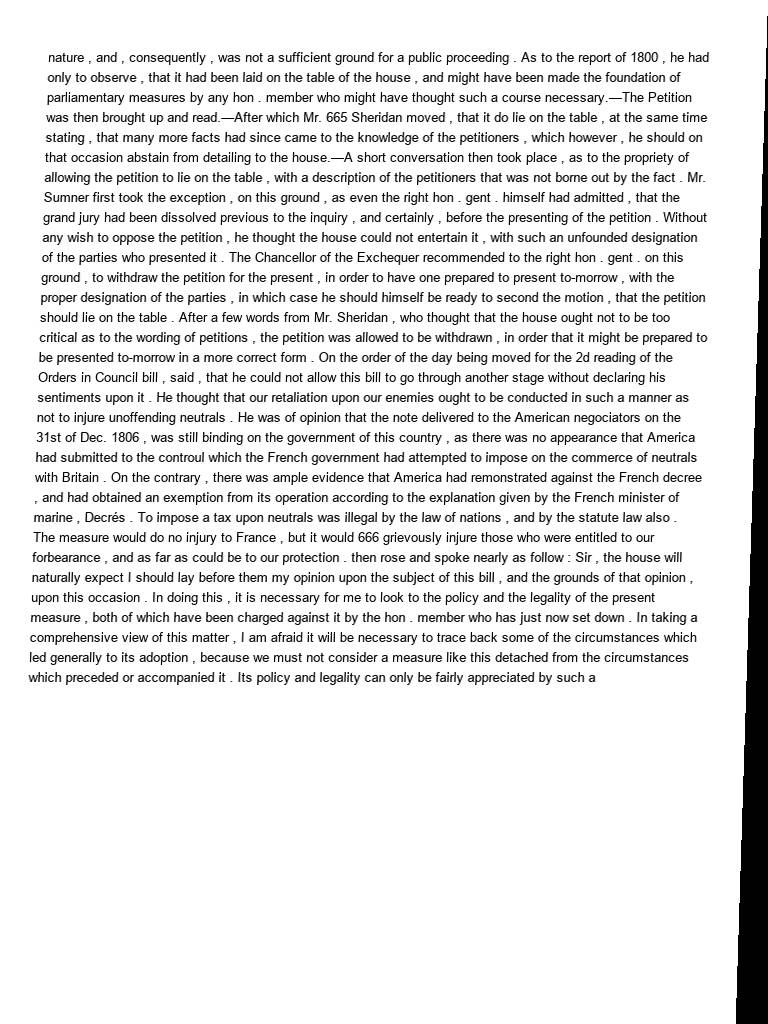 nature , and , consequently , was not a sufficient ground for a public proceeding . As to the report of 1800 , he had
only to observe , that it had been laid on the table of the house , and might have been made the foundation of
parliamentary measures by any hon . member who might have thought such a course necessary.—The Petition
was then brought up and read.—After which Mr. 665 Sheridan moved , that it do lie on the table , at the same time
stating , that many more facts had since came to the knowledge of the petitioners , which however , he should on
that occasion abstain from detailing to the house.—A short conversation then took place , as to the propriety of
allowing the petition to lie on the table , with a description of the petitioners that was not borne out by the fact . Mr.
Sumner first took the exception , on this ground , as even the right hon . gent . himself had admitted , that the
grand jury had been dissolved previous to the inquiry , and certainly , before the presenting of the petition . Without
any wish to oppose the petition , he thought the house could not entertain it , with such an unfounded designation
of the parties who presented it . The Chancellor of the Exchequer recommended to the right hon . gent . on this
ground , to withdraw the petition for the present , in order to have one prepared to present to-morrow , with the
proper designation of the parties , in which case he should himself be ready to second the motion , that the petition
should lie on the table . After a few words from Mr. Sheridan , who thought that the house ought not to be too
critical as to the wording of petitions , the petition was allowed to be withdrawn , in order that it might be prepared to
be presented to-morrow in a more correct form . On the order of the day being moved for the 2d reading of the
Orders in Council bill , said , that he could not allow this bill to go through another stage without declaring his
sentiments upon it . He thought that our retaliation upon our enemies ought to be conducted in such a manner as
not to injure unoffending neutrals . He was of opinion that the note delivered to the American negociators on the
31st of Dec. 1806 , was still binding on the government of this country , as there was no appearance that America
had submitted to the controul which the French government had attempted to impose on the commerce of neutrals
with Britain . On the contrary , there was ample evidence that America had remonstrated against the French decree
, and had obtained an exemption from its operation according to the explanation given by the French minister of
marine , Decrés . To impose a tax upon neutrals was illegal by the law of nations , and by the statute law also .
The measure would do no injury to France , but it would 666 grievously injure those who were entitled to our
forbearance , and as far as could be to our protection . then rose and spoke nearly as follow : Sir , the house will
naturally expect I should lay before them my opinion upon the subject of this bill , and the grounds of that opinion ,
upon this occasion . In doing this , it is necessary for me to look to the policy and the legality of the present
measure , both of which have been charged against it by the hon . member who has just now set down . In taking a
comprehensive view of this matter , I am afraid it will be necessary to trace back some of the circumstances which
led generally to its adoption , because we must not consider a measure like this detached from the circumstances
which preceded or accompanied it . Its policy and legality can only be fairly appreciated by such a